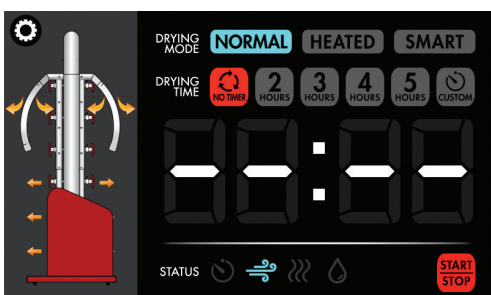 DRYING MODE NORMAL HEATED SMART
DRYING TIME NO TIMER 2 HOURS 3 HOURS 4 HOURS 5 HOURS CUSTOM
--:--
STATUS START STOP